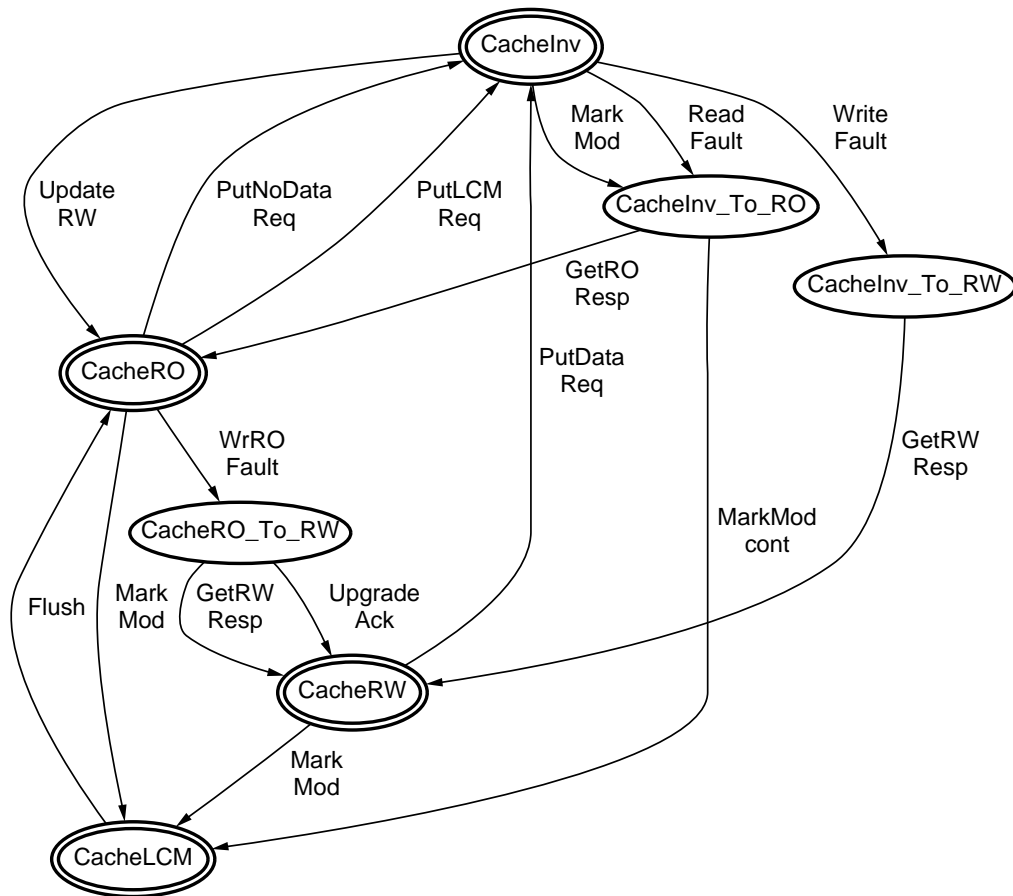 CacheInv
Mark
Mod
Read
Fault
Write
Fault
Update
RW
PutNoData
Req
PutLCM
Req
CacheInv_To_RO
CacheInv_To_RW
GetRO
Resp
CacheRO
PutData
Req
WrRO
Fault
GetRW
Resp
CacheRO_To_RW
MarkMod
cont
Flush
Mark
Mod
GetRW
Resp
Upgrade
Ack
CacheRW
Mark
Mod
CacheLCM